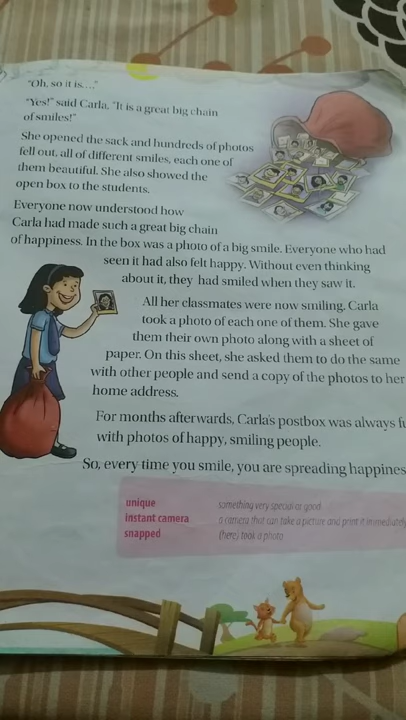 "Oh, so it is...."
"Yes!" said Carla, "It is a great big chain
of smiles!"
She opened the sack and hundreds of photos
fell out, all of different smiles, each one of
them beautiful. She also showed the
open box to the students.
Everyone now understood how
Carla had made such a great big chain
of happiness. In the box was a photo of a big smile. Everyone who had
seen it had also felt happy. Without even thinking
about it, they had smiled when they saw it.
All her classmates were now smiling. Carla
took a photo of each one of them. She gave
them their own photo along with a sheet of
paper. On this sheet, she asked them to do the same
with other people and send a copy of the photos to her
home address.
For months afterwards, Carla's postbox was always fu
with photos of happy, smiling people.
So, every time you smile, you are spreading happines
unique something very special or good
instant camera a camera that can take a picture and print it immediately
snapped (here) took a photo